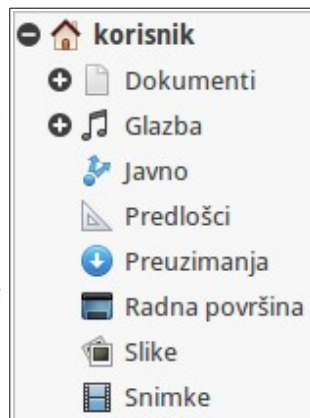 korisnik
Dokumenti
Glazba
Javno
Predlošci
Preuzimanja
Radna površina
Slike
Snimke